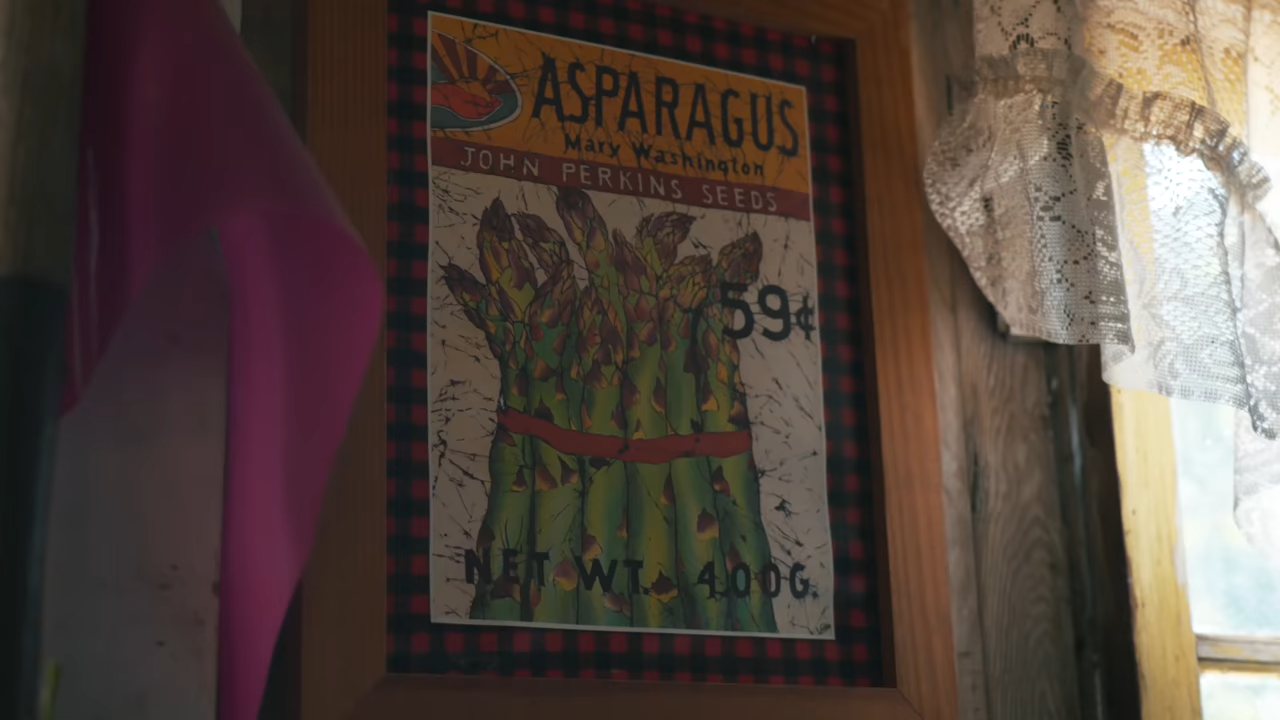 ASPARAGUS
Mary Washington
JOHN PERKINS SEEDS
59¢
NET WT. 400G.